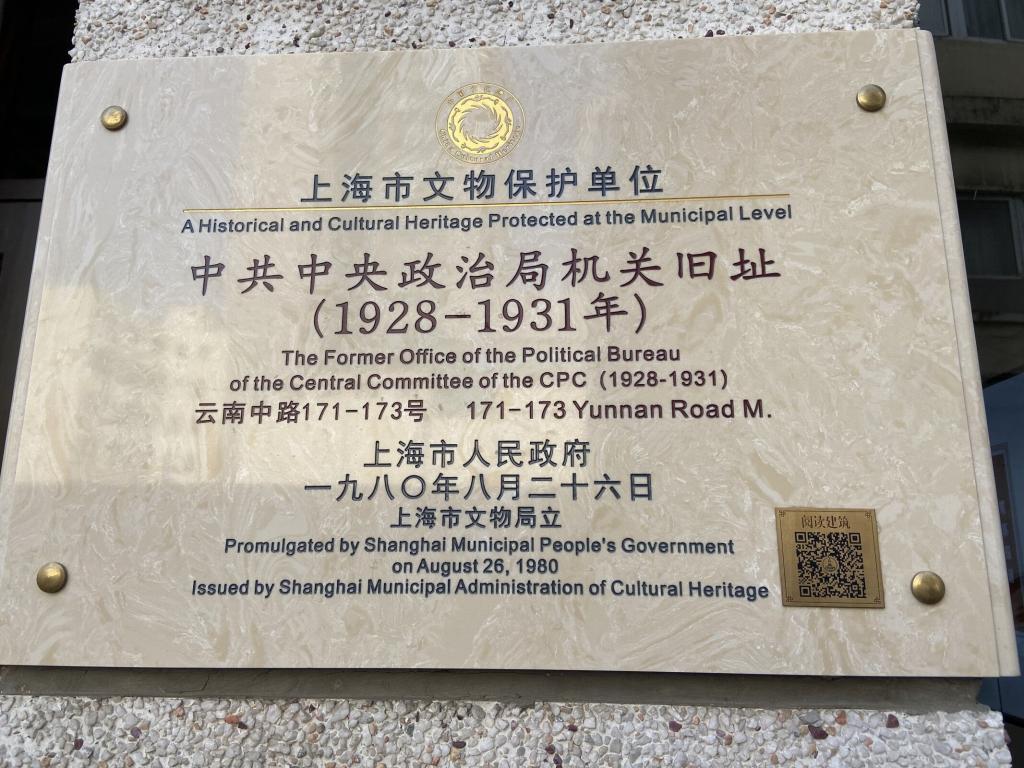 上海市文物保护单位
A Historical and Cultural Heritage Protected at the Municipal Level
中共中央政治局机关旧址
(1928-1931年)
The Former Office of the Political Bureau
of the Central Committee of the CPC (1928-1931)
云南中路171-173号 171-173 Yunnan Road M.
上海市人民政府
一九八〇年八月二十六日
上海市文物局立
Promulgated by Shanghai Municipal People's Government
on August 26, 1980
Issued by Shanghai Municipal Administration of Cultural Heritage
阅读建筑